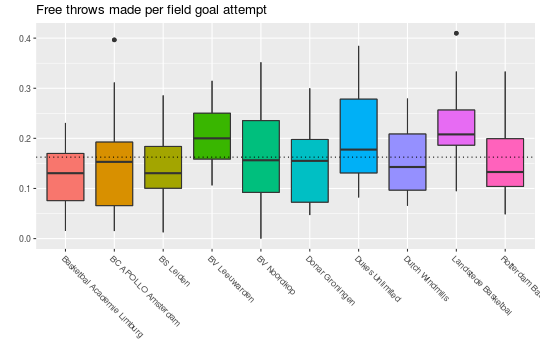 Free throws made per field goal attempt
0.4
0.3
0.2
0.1
0.0
Basketbal Academie Limburg
BC APOLLO Amsterdam
BS Leiden
BV Leeuwarden
BV Noordkop
Donar Groningen
Dukes Unlimited
Dutch Windmills
Landstede Basketbal
Rotterdam Bas